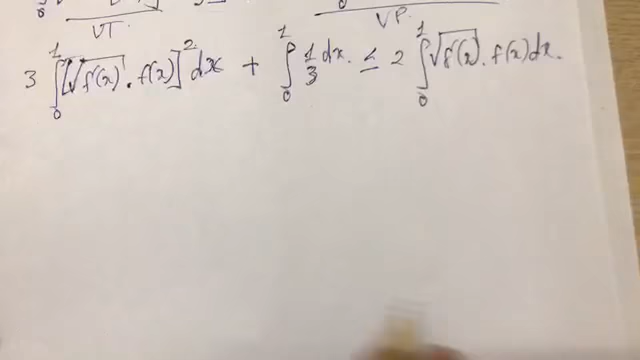 VT VP.
3 ∫₀¹ [√f'(x) . f(x)]² dx + ∫₀¹ 1/3 dx. ≤ 2 ∫₀¹ √f'(x) . f(x) dx.